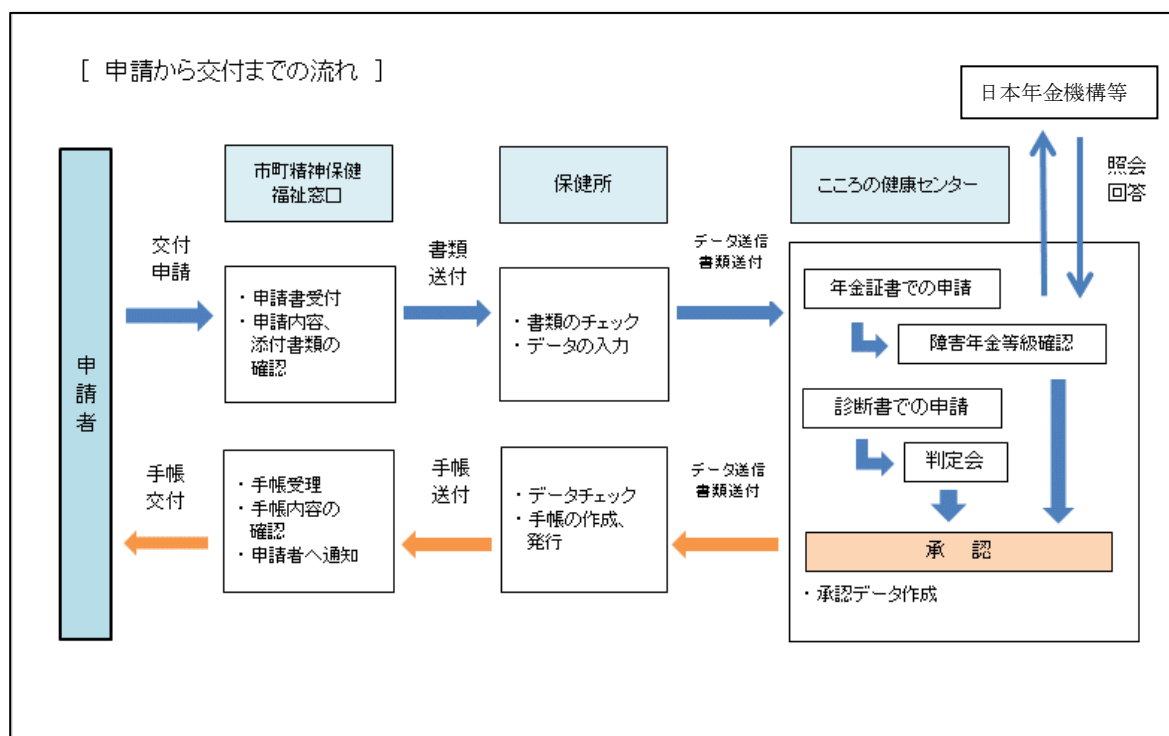 [ 申請から交付までの流れ ]
日本年金機構等
照会
回答
市町精神保健
福祉窓口
保健所
こころの健康センター
申請者
交付
申請
・申請書受付
・申請内容、
添付書類の
確認
書類
送付
・書類のチェック
・データの入力
データ送信
書類送付
年金証書での申請
障害年金等級確認
診断書での申請
判定会
承 認
・承認データ作成
データ送信
書類送付
・データチェック
・手帳の作成、
発行
手帳
送付
・手帳受理
・手帳内容の
確認
・申請者へ通知
手帳
交付